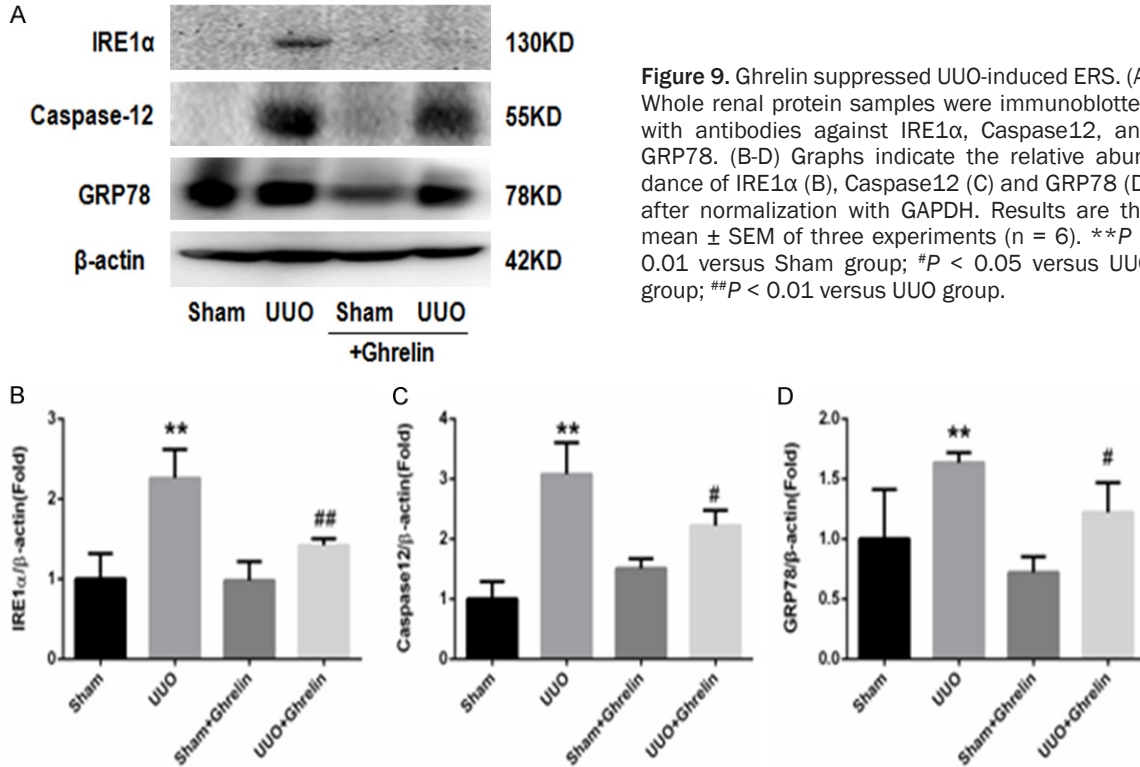 A
IRE1α 130KD
Caspase-12 55KD
GRP78 78KD
β-actin 42KD
Sham UUO Sham UUO
+Ghrelin
Figure 9. Ghrelin suppressed UUO-induced ERS. (A
Whole renal protein samples were immunoblotte
with antibodies against IRE1α, Caspase12, an
GRP78. (B-D) Graphs indicate the relative abun
dance of IRE1α (B), Caspase12 (C) and GRP78 (D
after normalization with GAPDH. Results are th
mean ± SEM of three experiments (n = 6). **P
0.01 versus Sham group; #P < 0.05 versus UUO
group; ##P < 0.01 versus UUO group.
B
IRE1α/β-actin(Fold)
3
2
1
0
**
##
Sham
UUO
Sham+Ghrelin
UUO+Ghrelin
C
Caspase12/β-actin(Fold)
4
3
2
1
0
**
#
Sham
UUO
Sham+Ghrelin
UUO+Ghrelin
D
GRP78/β-actin(Fold)
2.0
1.5
1.0
0.5
0.0
**
#
Sham
UUO
Sham+Ghrelin
UUO+Ghrelin